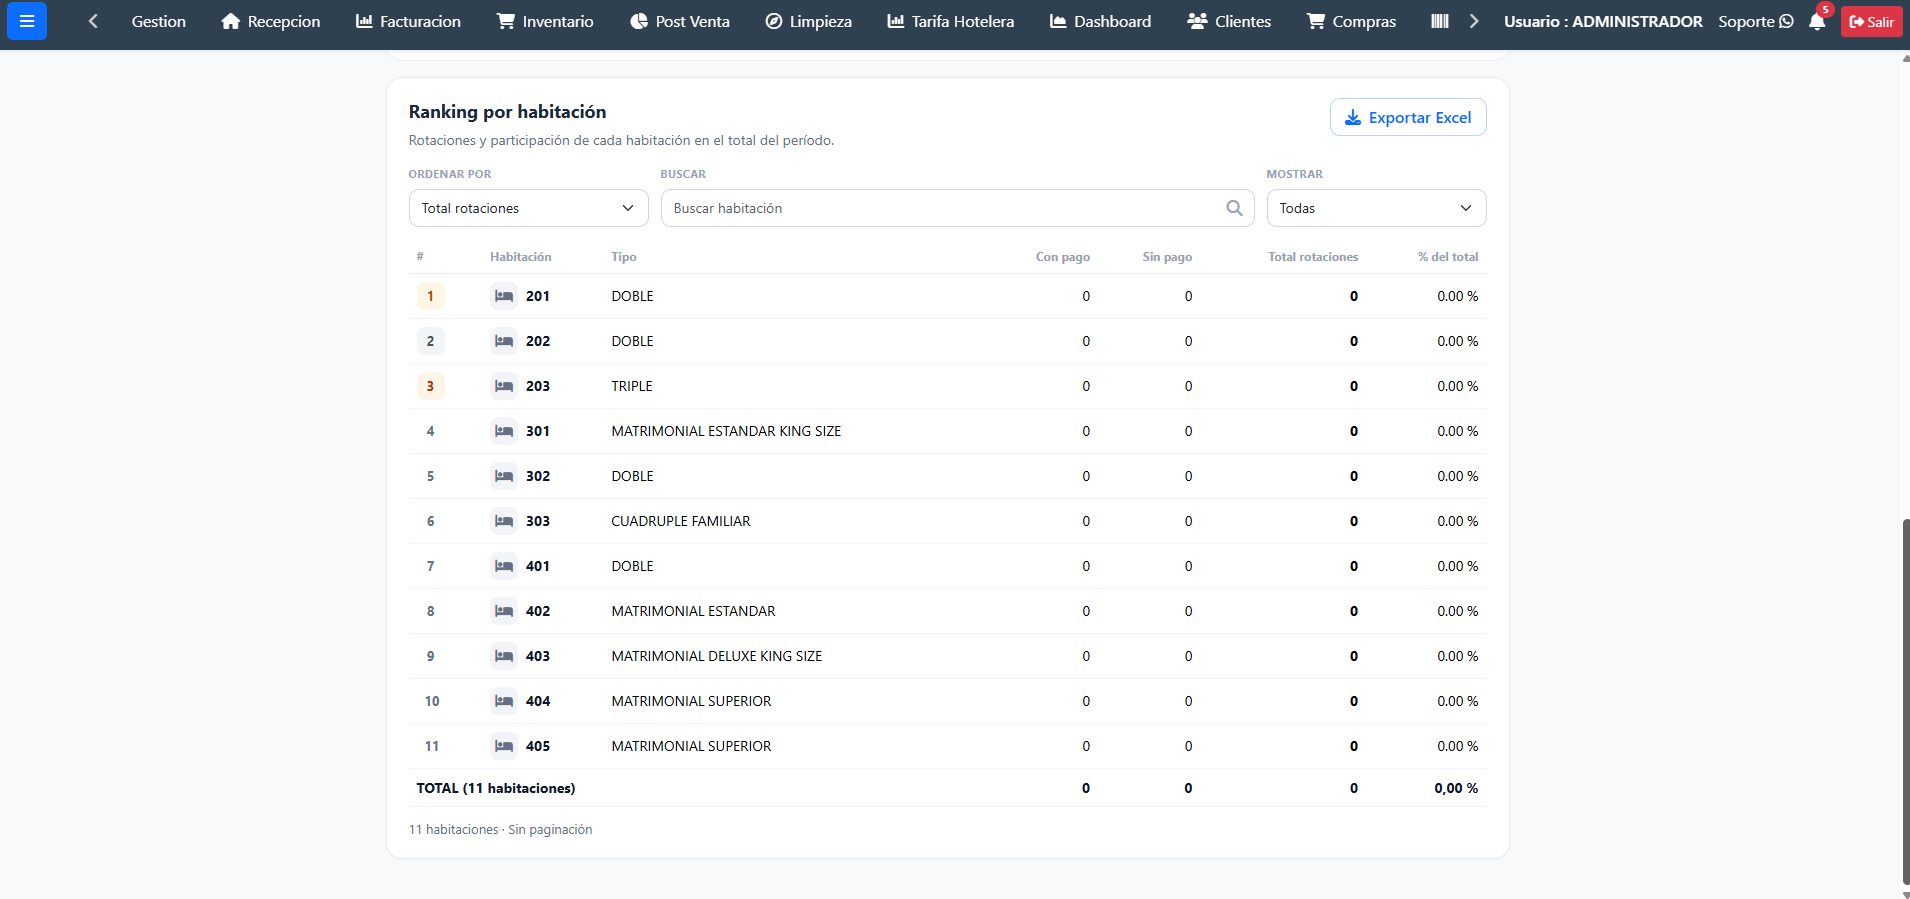 Gestion Recepcion Facturacion Inventario Post Venta Limpieza Tarifa Hotelera Dashboard Clientes Compras Usuario : ADMINISTRADOR Soporte 5 Salir
Ranking por habitación
Exportar Excel
Rotaciones y participación de cada habitación en el total del período.
ORDENAR POR BUSCAR MOSTRAR
Total rotaciones Buscar habitación Todas
# Habitación Tipo Con pago Sin pago Total rotaciones % del total
1 201 DOBLE 0 0 0 0.00 %
2 202 DOBLE 0 0 0 0.00 %
3 203 TRIPLE 0 0 0 0.00 %
4 301 MATRIMONIAL ESTANDAR KING SIZE 0 0 0 0.00 %
5 302 DOBLE 0 0 0 0.00 %
6 303 CUADRUPLE FAMILIAR 0 0 0 0.00 %
7 401 DOBLE 0 0 0 0.00 %
8 402 MATRIMONIAL ESTANDAR 0 0 0 0.00 %
9 403 MATRIMONIAL DELUXE KING SIZE 0 0 0 0.00 %
10 404 MATRIMONIAL SUPERIOR 0 0 0 0.00 %
11 405 MATRIMONIAL SUPERIOR 0 0 0 0.00 %
TOTAL (11 habitaciones) 0 0 0 0,00 %
11 habitaciones · Sin paginación